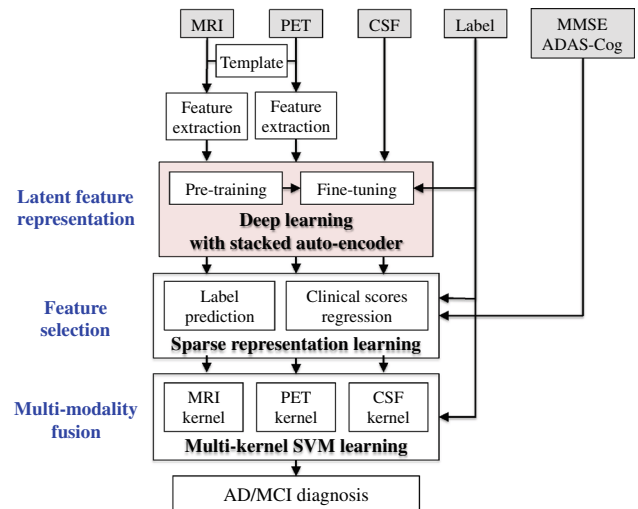 MRI
PET
CSF
Label
MMSE
ADAS-Cog
Template
Feature
extraction
Feature
extraction
Latent feature
representation
Pre-training
Fine-tuning
Deep learning
with stacked auto-encoder
Feature
selection
Label
prediction
Clinical scores
regression
Sparse representation learning
Multi-modality
fusion
MRI
kernel
PET
kernel
CSF
kernel
Multi-kernel SVM learning
AD/MCI diagnosis